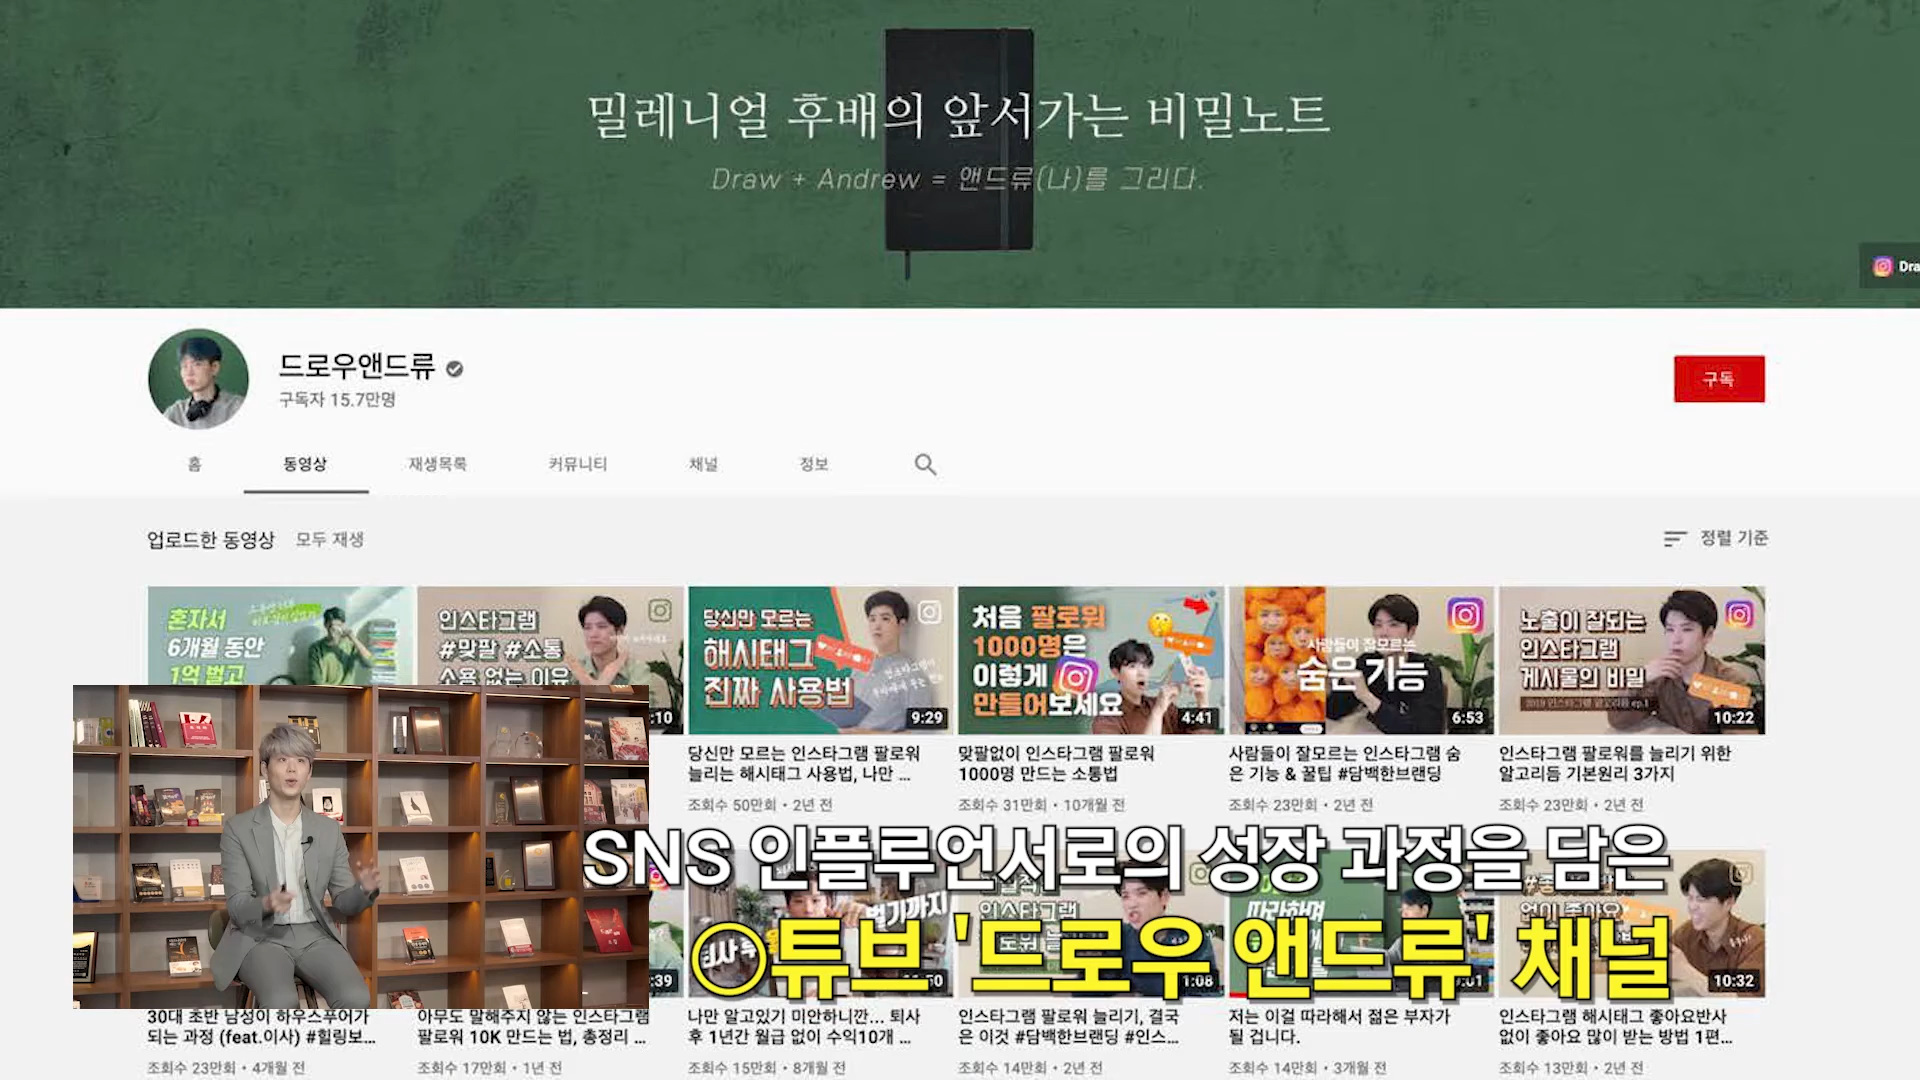 밀레니얼 후배의 앞서가는 비밀노트
Draw + Andrew = 앤드류(나)를 그리다.
드로우앤드류
구독자 15.7만명
구독
홈
동영상
재생목록
커뮤니티
채널
정보
업로드한 동영상
모두 재생
정렬 기준
혼자서
6개월 동안
1억 벌고
인스타그램
#맞팔 #소통
소용 없는 이유
:10
당신만 모르는
해시태그
진짜 사용법
9:29
처음 팔로워
1000명은
이렇게
만들어보세요
4:41
사람들이 잘모르는
숨은 기능
6:53
노출이 잘되는
인스타그램
게시물의 비밀
10:22
당신만 모르는 인스타그램 팔로워
늘리는 해시태그 사용법, 나만 ...
조회수 50만회 • 2년 전
맞팔없이 인스타그램 팔로워
1000명 만드는 소통법
조회수 31만회 • 10개월 전
사람들이 잘모르는 인스타그램 숨
은 기능 & 꿀팁 #담백한브랜딩
조회수 23만회 • 2년 전
인스타그램 팔로워를 늘리기 위한
알고리듬 기본원리 3가지
조회수 23만회 • 2년 전
SNS 인플루언서로의 성장 과정을 담은
◎튜브 '드로우 앤드류' 채널
:39
벌기까지
인스타그램
따라하며
10:32
30대 초반 남성이 하우스푸어가
되는 과정 (feat.이사) #힐링보...
조회수 23만회 • 4개월 전
아무도 말해주지 않는 인스타그램
팔로워 10K 만드는 법, 총정리 ...
조회수 17만회 • 1년 전
나만 알고있기 미안하니깐... 퇴사
후 1년간 월급 없이 수익10개 ...
조회수 15만회 • 8개월 전
인스타그램 팔로워 늘리기, 결국
은 이것 #담백한브랜딩 #인스...
조회수 14만회 • 2년 전
저는 이걸 따라해서 젊은 부자가
될 겁니다.
조회수 14만회 • 3개월 전
인스타그램 해시태그 좋아요반사
없이 좋아요 많이 받는 방법 1편...
조회수 13만회 • 2년 전